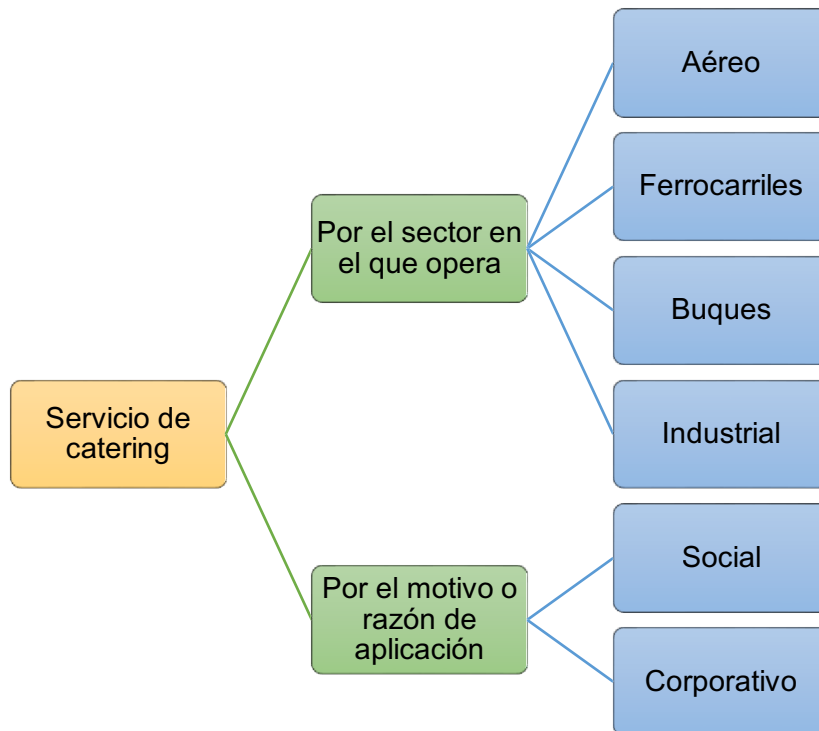 Servicio de
catering
Por el sector en
el que opera
Aéreo
Ferrocarriles
Buques
Industrial
Por el motivo o
razón de
aplicación
Social
Corporativo